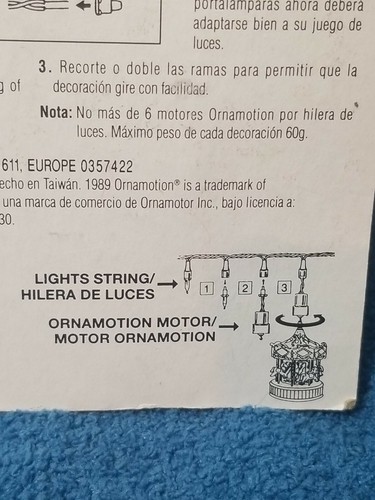 portalámparas ahora deberá
adaptarse bien a su juego de
luces.
3. Recorte o doble las ramas para permitir que la
g of decoración gire con facilidad.
Nota: No más de 6 motores Ornamotion por hilera de
luces. Máximo peso de cada decoración 60g.
611, EUROPE 0357422
echo en Taiwán. 1989 Ornamotion® is a trademark of
una marca de comercio de Ornamotor Inc., bajo licencia a:
30.
LIGHTS STRING/
HILERA DE LUCES
1 2 3
ORNAMOTION MOTOR/
MOTOR ORNAMOTION